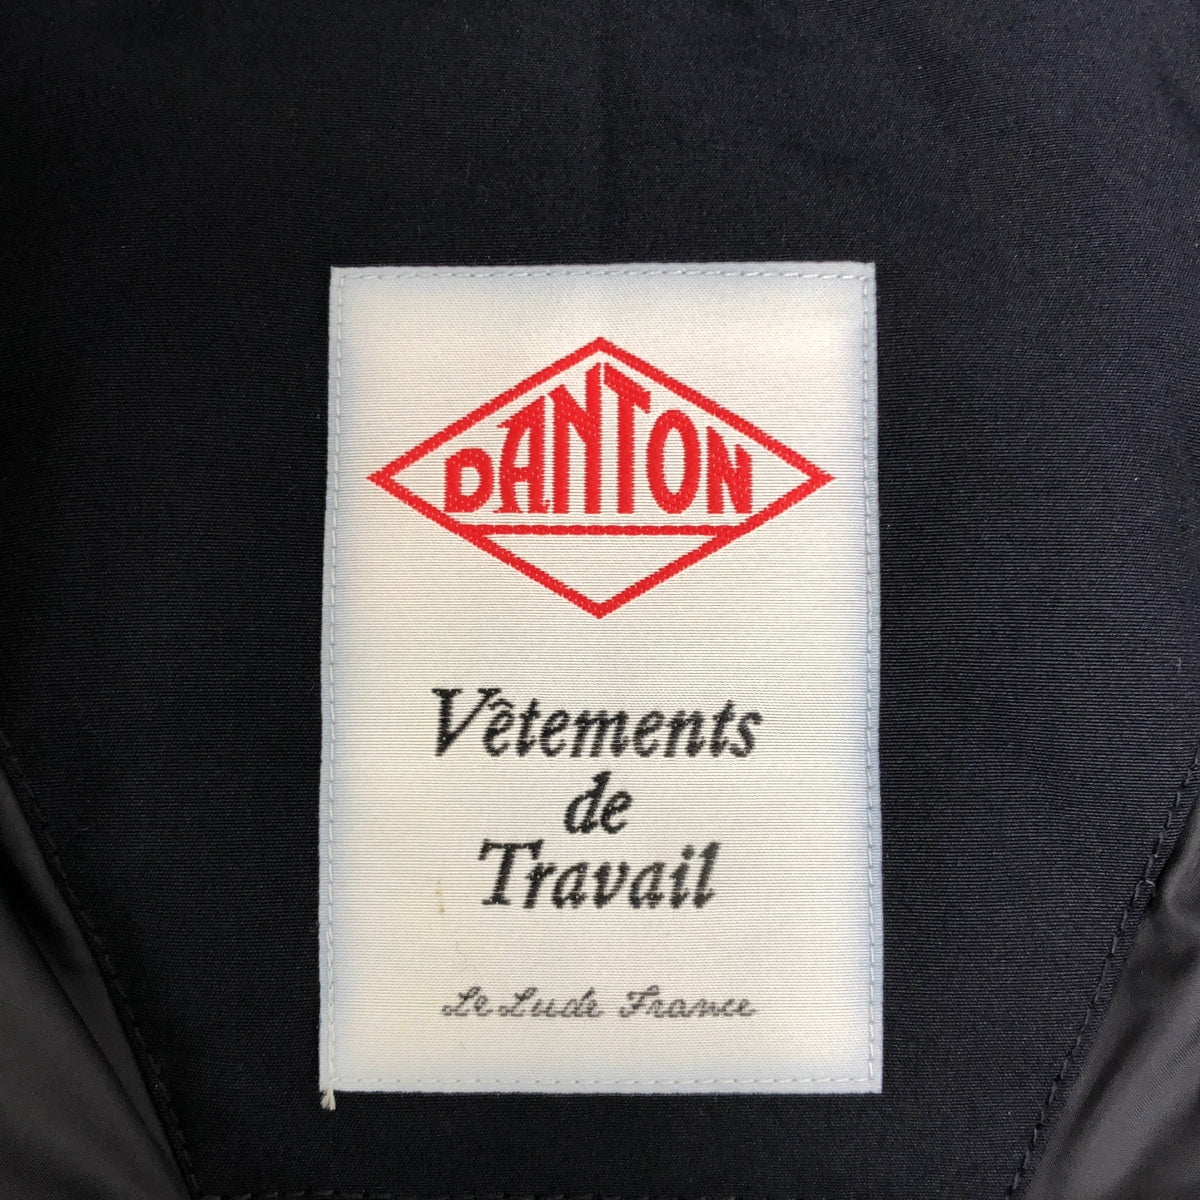 DANTON
Vêtements
de
Travail
Le Lude France